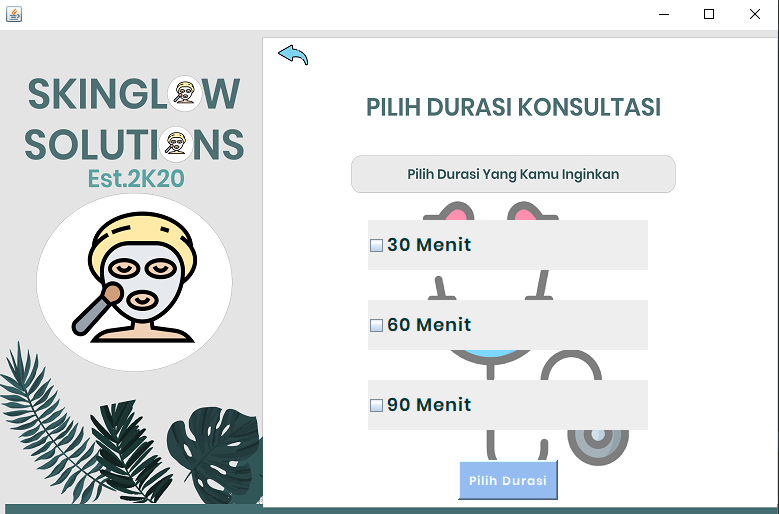 SKINGLOW
SOLUTIONS
Est.2K20
PILIH DURASI KONSULTASI
Pilih Durasi Yang Kamu Inginkan
30 Menit
60 Menit
90 Menit
Pilih Durasi